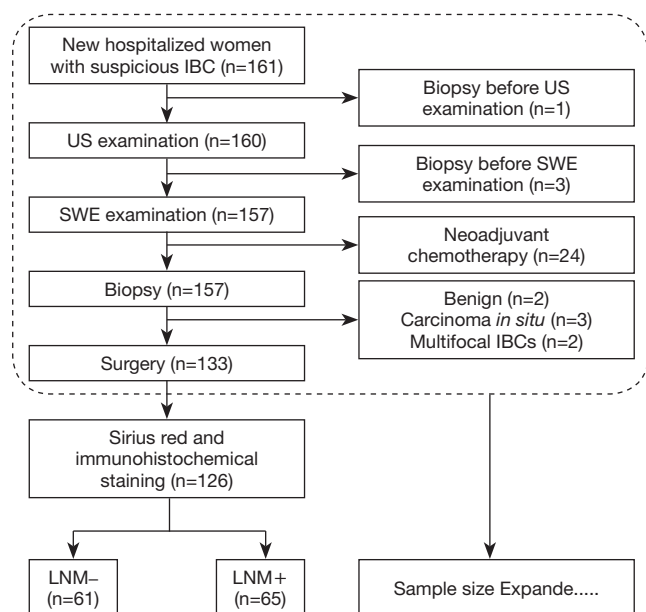 New hospitalized women
with suspicious IBC (n=161)
Biopsy before US
examination (n=1)
US examination (n=160)
Biopsy before SWE
examination (n=3)
SWE examination (n=157)
Neoadjuvant
chemotherapy (n=24)
Biopsy (n=157)
Benign (n=2)
Carcinoma in situ (n=3)
Multifocal IBCs (n=2)
Surgery (n=133)
Sirius red and
immunohistochemical
staining (n=126)
LNM−
(n=61)
LNM+
(n=65)
Sample size Expande.....